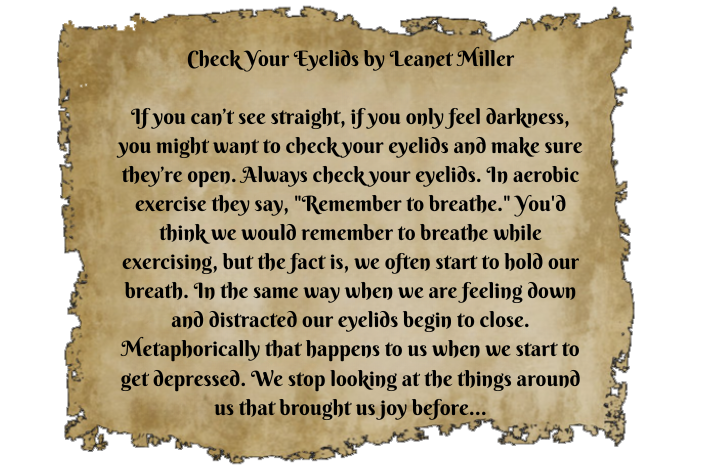 Check Your Eyelids by Leanet Miller
If you can't see straight, if you only feel darkness,
you might want to check your eyelids and make sure
they're open. Always check your eyelids. In aerobic
exercise they say, "Remember to breathe." You'd
think we would remember to breathe while
exercising, but the fact is, we often start to hold our
breath. In the same way when we are feeling down
and distracted our eyelids begin to close.
Metaphorically that happens to us when we start to
get depressed. We stop looking at the things around
us that brought us joy before...